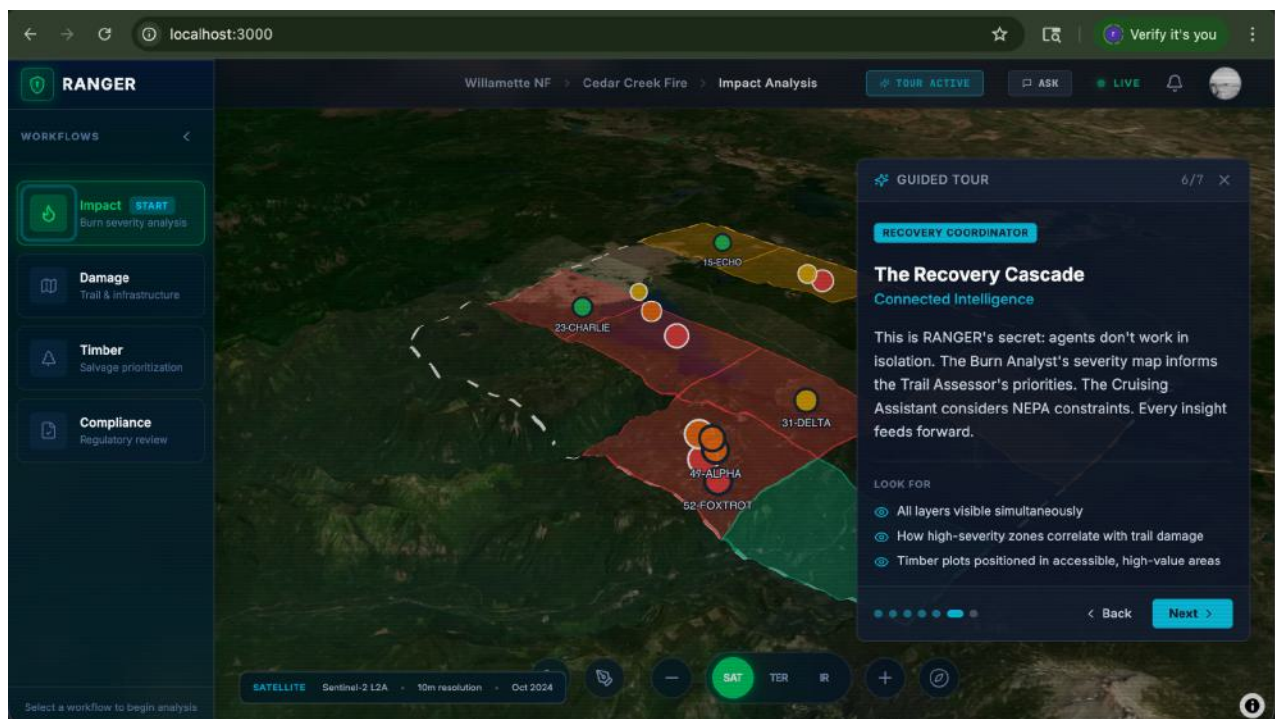 localhost:3000
Verify it's you
RANGER
Willamette NF > Cedar Creek Fire > Impact Analysis
TOUR ACTIVE
ASK
LIVE
WORKFLOWS
Impact START
Burn severity analysis
Damage
Trail & infrastructure
Timber
Salvage prioritization
Compliance
Regulatory review
Select a workflow to begin analysis
15-ECHO
23-CHARLIE
31-DELTA
47-ALPHA
52-FOXTROT
GUIDED TOUR 6/7
RECOVERY COORDINATOR
The Recovery Cascade
Connected Intelligence
This is RANGER's secret: agents don't work in
isolation. The Burn Analyst's severity map informs
the Trail Assessor's priorities. The Cruising
Assistant considers NEPA constraints. Every insight
feeds forward.
LOOK FOR
All layers visible simultaneously
How high-severity zones correlate with trail damage
Timber plots positioned in accessible, high-value areas
< Back
Next >
SATELLITE Sentinel-2 L2A · 10m resolution · Oct 2024
SAT TER IR